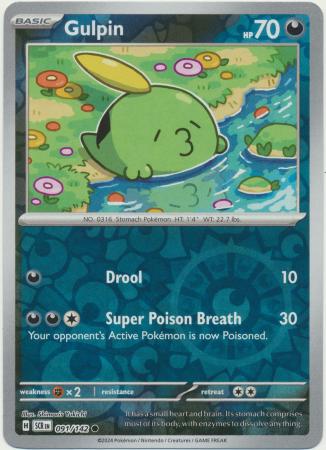 BASIC
Gulpin
HP 70
NO. 0316 Stomach Pokémon HT: 1'4" WT: 22.7 lbs.
Drool 10
Super Poison Breath 30
Your opponent's Active Pokémon is now Poisoned.
weakness ×2 resistance retreat
Illus. Shinnosuke Yukichi
H SCR EN 091/142
It has a small heart and brain. Its stomach comprises most of its body, with enzymes to dissolve anything.
©2024 Pokémon / Nintendo / Creatures / GAME FREAK